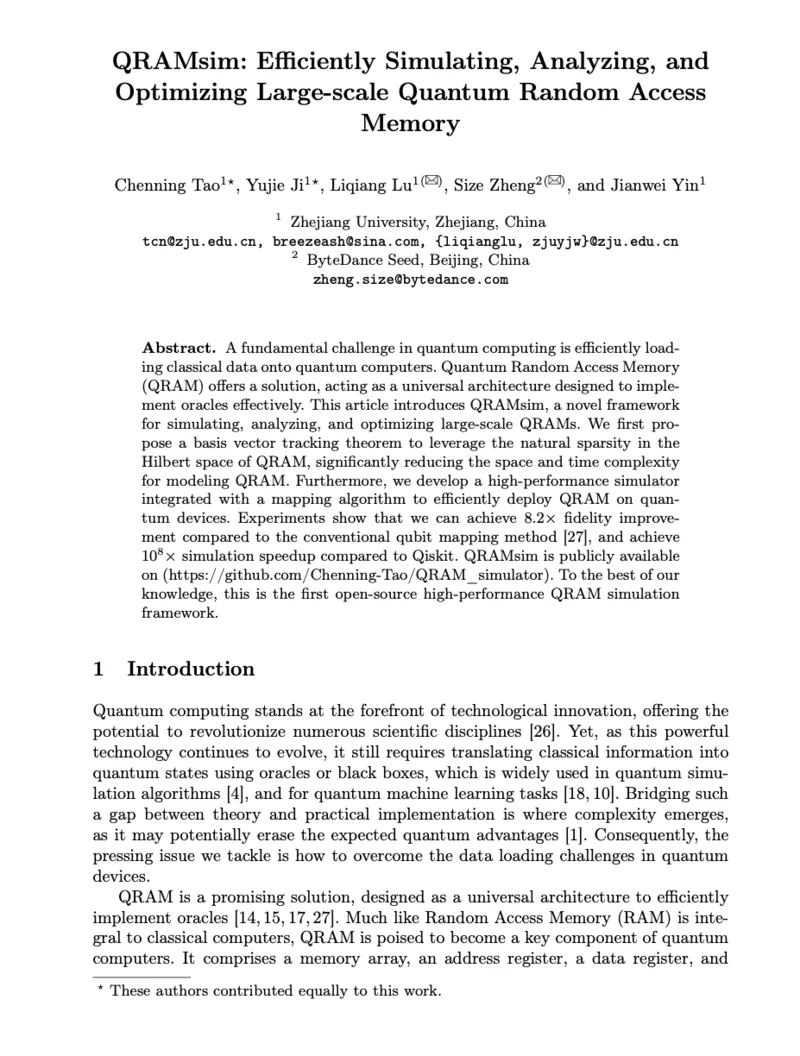 QRAMsim: Efficiently Simulating, Analyzing, and
Optimizing Large-scale Quantum Random Access
Memory
Chenning Tao1⋆, Yujie Ji1⋆, Liqiang Lu1(✉), Size Zheng2(✉), and Jianwei Yin1
1 Zhejiang University, Zhejiang, China
tcn@zju.edu.cn, breezeash@sina.com, {liqianglu, zjuyjw}@zju.edu.cn
2 ByteDance Seed, Beijing, China
zheng.size@bytedance.com
Abstract. A fundamental challenge in quantum computing is efficiently load-
ing classical data onto quantum computers. Quantum Random Access Memory
(QRAM) offers a solution, acting as a universal architecture designed to imple-
ment oracles effectively. This article introduces QRAMsim, a novel framework
for simulating, analyzing, and optimizing large-scale QRAMs. We first pro-
pose a basis vector tracking theorem to leverage the natural sparsity in the
Hilbert space of QRAM, significantly reducing the space and time complexity
for modeling QRAM. Furthermore, we develop a high-performance simulator
integrated with a mapping algorithm to efficiently deploy QRAM on quan-
tum devices. Experiments show that we can achieve 8.2× fidelity improve-
ment compared to the conventional qubit mapping method [27], and achieve
10⁸× simulation speedup compared to Qiskit. QRAMsim is publicly available
on (https://github.com/Chenning-Tao/QRAM_simulator). To the best of our
knowledge, this is the first open-source high-performance QRAM simulation
framework.
1 Introduction
Quantum computing stands at the forefront of technological innovation, offering the
potential to revolutionize numerous scientific disciplines [26]. Yet, as this powerful
technology continues to evolve, it still requires translating classical information into
quantum states using oracles or black boxes, which is widely used in quantum simu-
lation algorithms [4], and for quantum machine learning tasks [18, 10]. Bridging such
a gap between theory and practical implementation is where complexity emerges,
as it may potentially erase the expected quantum advantages [1]. Consequently, the
pressing issue we tackle is how to overcome the data loading challenges in quantum
devices.
QRAM is a promising solution, designed as a universal architecture to efficiently
implement oracles [14, 15, 17, 27]. Much like Random Access Memory (RAM) is inte-
gral to classical computers, QRAM is poised to become a key component of quantum
computers. It comprises a memory array, an address register, a data register, and
⋆ These authors contributed equally to this work.